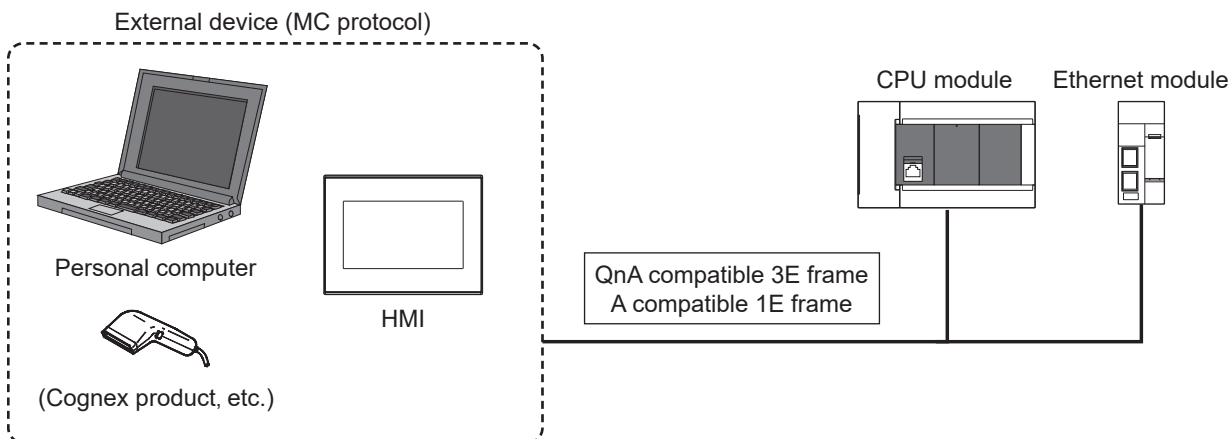 External device (MC protocol)
CPU module
Ethernet module
Personal computer
HMI
QnA compatible 3E frame
A compatible 1E frame
(Cognex product, etc.)